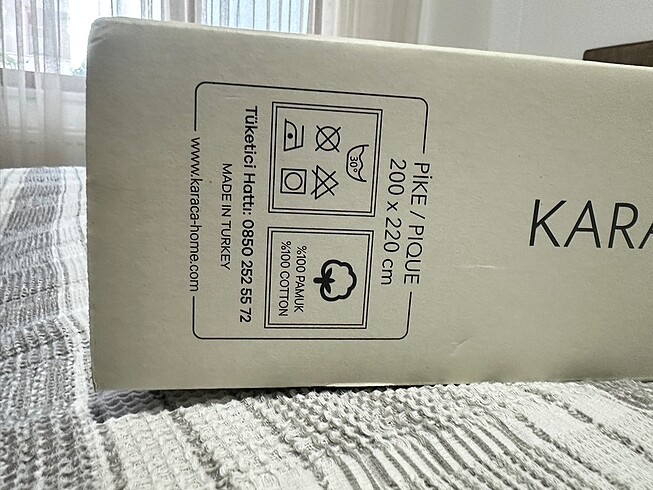 PİKE / PIQUE
200 x 220 cm
30°
%100 PAMUK
%100 COTTON
Tüketici Hattı: 0850 252 55 72
MADE IN TURKEY
www.karaca-home.com
KARA